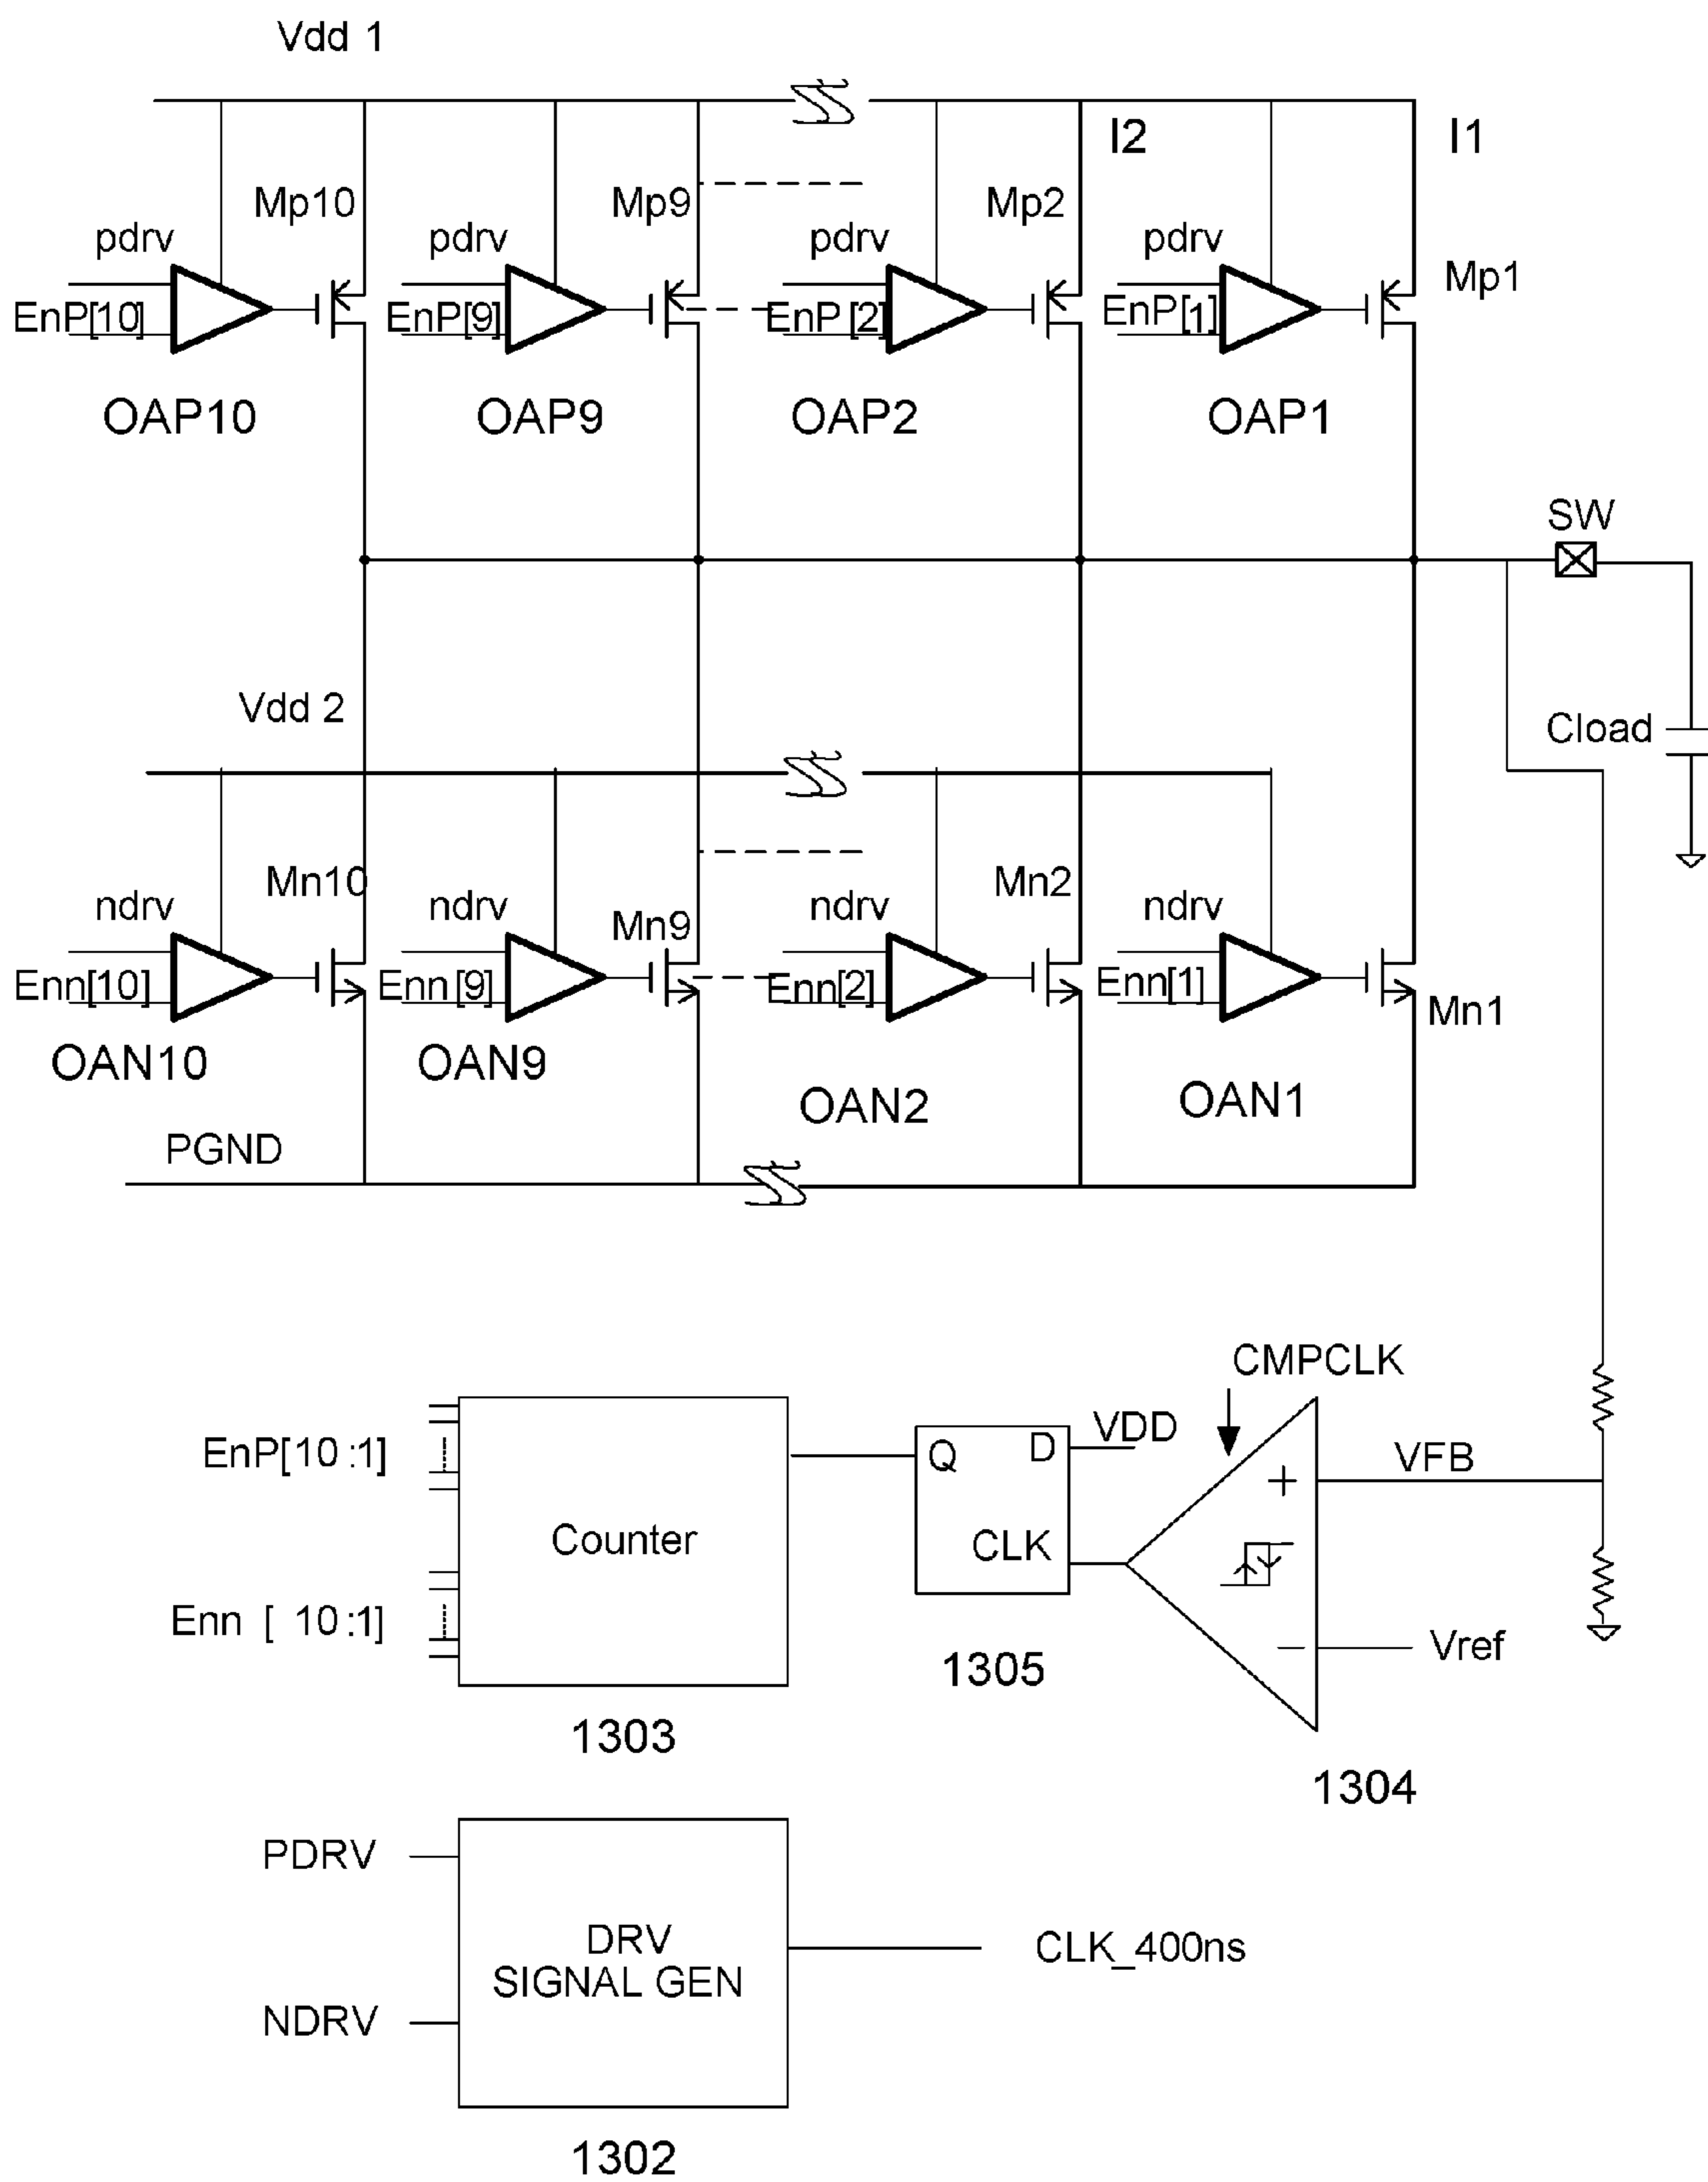 Vdd 1
I2
I1
Mp10
Mp9
Mp2
Mp1
pdrv
pdrv
pdrv
pdrv
EnP[10]
EnP[9]
EnP [2]
EnP[1]
OAP10
OAP9
OAP2
OAP1
SW
Vdd 2
Cload
Mn10
Mn9
Mn2
Mn1
ndrv
ndrv
ndrv
ndrv
Enn[10]
Enn[9]
Enn[2]
Enn[1]
OAN10
OAN9
OAN2
OAN1
PGND
CMPCLK
EnP[10 :1]
Q
D
VDD
+
VFB
Counter
CLK
Enn [ 10 :1]
1305
−
Vref
1303
1304
PDRV
DRV
SIGNAL GEN
CLK_400ns
NDRV
1302